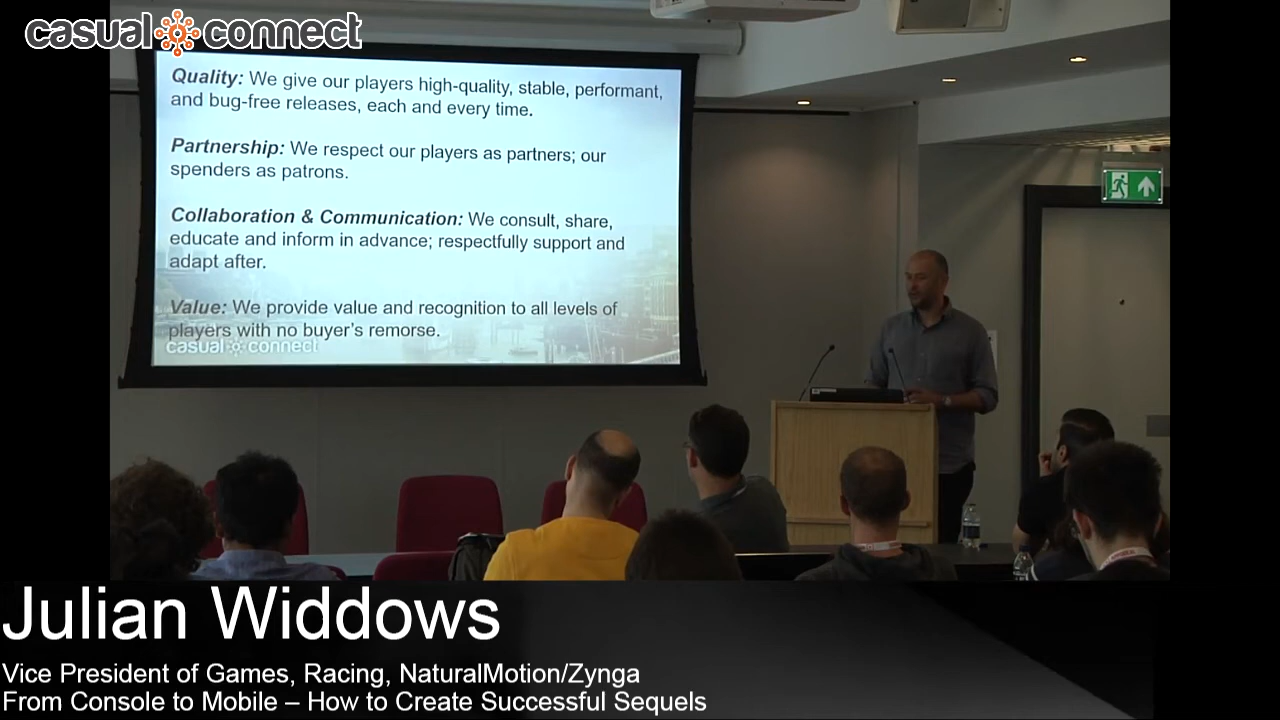 casual connect
Quality: We give our players high-quality, stable, performant,
and bug-free releases, each and every time.
Partnership: We respect our players as partners; our
spenders as patrons.
Collaboration & Communication: We consult, share,
educate and inform in advance; respectfully support and
adapt after.
Value: We provide value and recognition to all levels of
players with no buyer's remorse.
casual connect
Julian Widdows
Vice President of Games, Racing, NaturalMotion/Zynga
From Console to Mobile – How to Create Successful Sequels